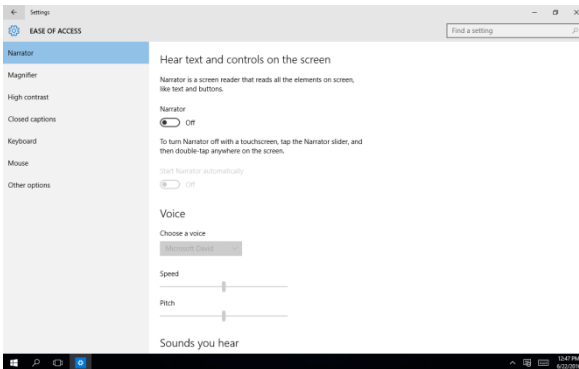 Settings
EASE OF ACCESS
Find a setting
Narrator
Magnifier
High contrast
Closed captions
Keyboard
Mouse
Other options
Hear text and controls on the screen
Narrator is a screen reader that reads all the elements on screen,
like text and buttons.
Narrator
Off
To turn Narrator off with a touchscreen, tap the Narrator slider, and
then double-tap anywhere on the screen.
Start Narrator automatically
Off
Voice
Choose a voice
Microsoft David
Speed
Pitch
Sounds you hear
12:47 PM